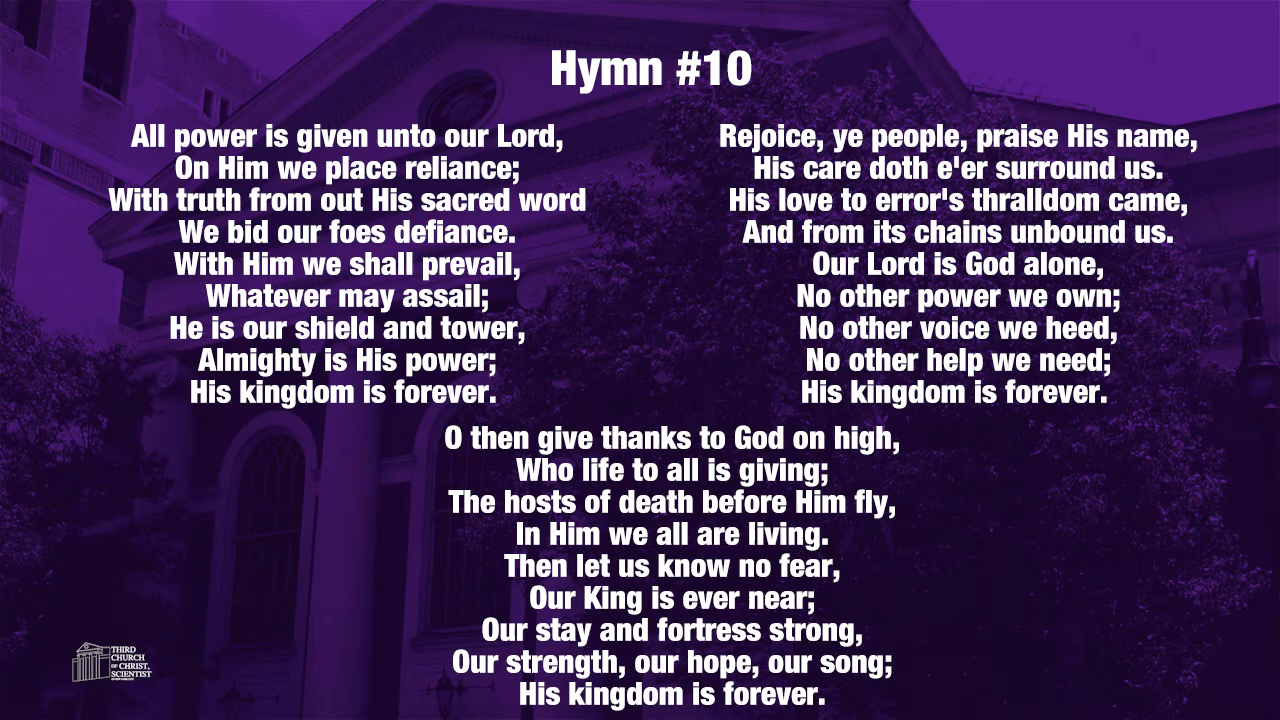 Hymn #10
All power is given unto our Lord,
On Him we place reliance;
With truth from out His sacred word
We bid our foes defiance.
With Him we shall prevail,
Whatever may assail;
He is our shield and tower,
Almighty is His power;
His kingdom is forever.
Rejoice, ye people, praise His name,
His care doth e'er surround us.
His love to error's thralldom came,
And from its chains unbound us.
Our Lord is God alone,
No other power we own;
No other voice we heed,
No other help we need;
His kingdom is forever.
O then give thanks to God on high,
Who life to all is giving;
The hosts of death before Him fly,
In Him we all are living.
Then let us know no fear,
Our King is ever near;
Our stay and fortress strong,
Our strength, our hope, our song;
His kingdom is forever.
THIRD
CHURCH
OF CHRIST,
SCIENTIST